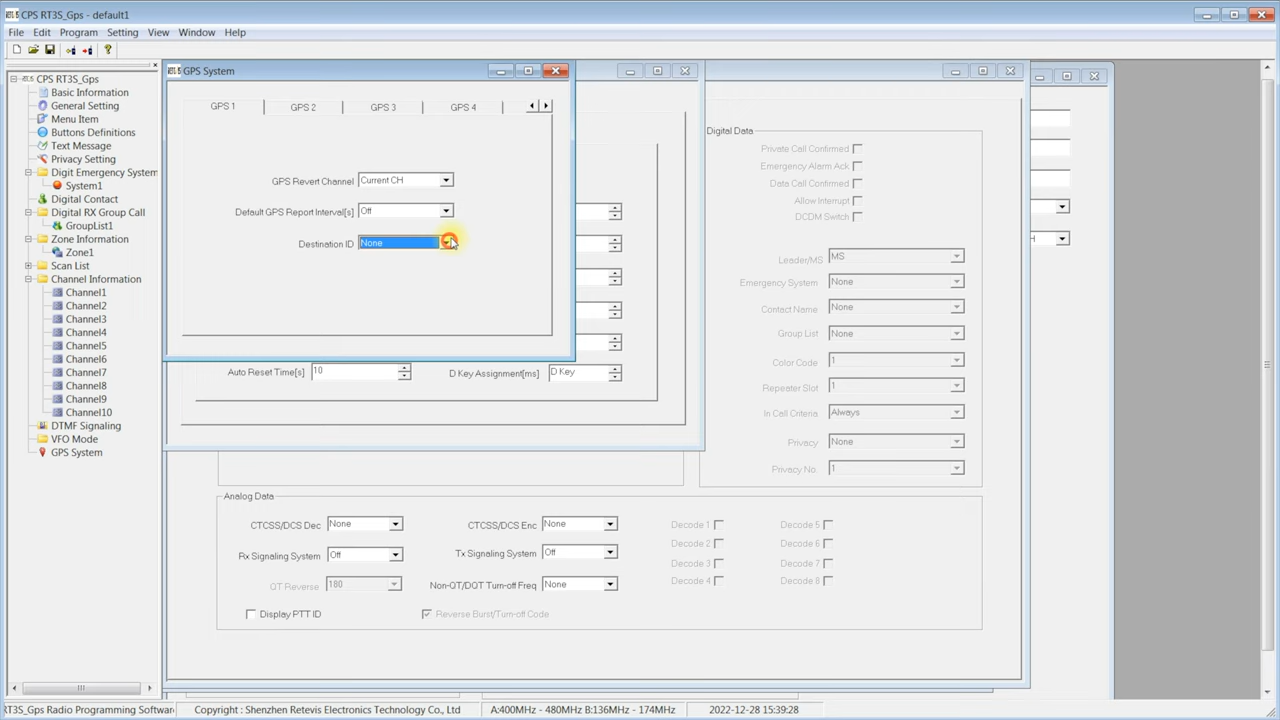 CPS RT3S_Gps - default1
File Edit Program Setting View Window Help
CPS RT3S_Gps
Basic Information
General Setting
Menu Item
Buttons Definitions
Text Message
Privacy Setting
Digit Emergency System
System1
Digital Contact
Digital RX Group Call
GroupList1
Zone Information
Zone1
Scan List
Channel Information
Channel1
Channel2
Channel3
Channel4
Channel5
Channel6
Channel7
Channel8
Channel9
Channel10
DTMF Signaling
VFO Mode
GPS System
GPS System
GPS 1 GPS 2 GPS 3 GPS 4
GPS Revert Channel Current CH
Default GPS Report Interval[s] Off
Destination ID None
Auto Reset Time[s] 10 D Key Assignment[ms] D Key
Digital Data
Private Call Confirmed
Emergency Alarm Ack
Data Call Confirmed
Allow Interrupt
DCDM Switch
Leader/MS MS
Emergency System None
Contact Name None
Group List None
Color Code 1
Repeater Slot 1
In Call Criteria Always
Privacy None
Privacy No. 1
Analog Data
CTCSS/DCS Dec None CTCSS/DCS Enc None Decode 1 Decode 5
Decode 2 Decode 6
Rx Signaling System Off Tx Signaling System Off Decode 3 Decode 7
QT Reverse 180 Non-QT/DQT Turn-off Freq None Decode 4 Decode 8
Display PTT ID Reverse Burst/Turn-off Code
RT3S_Gps Radio Programming Softwar Copyright : Shenzhen Retevis Electronics Technology Co., Ltd A:400MHz - 480MHz B:136MHz - 174MHz 2022-12-28 15:39:28